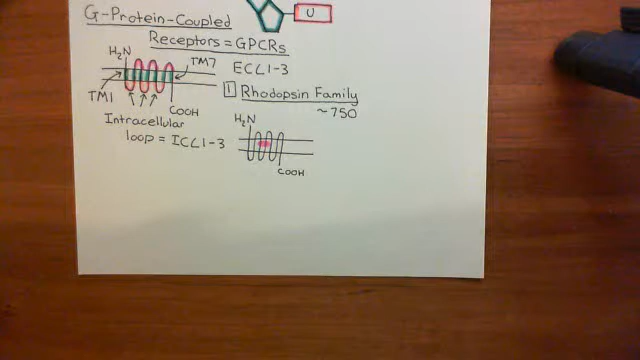 G-Protein-Coupled
U
Receptors = GPCRs
H₂N
TM7
ECL1-3
TM1
COOH
1 Rhodopsin Family
~750
Intracellular
loop = ICL1-3
H₂N
COOH